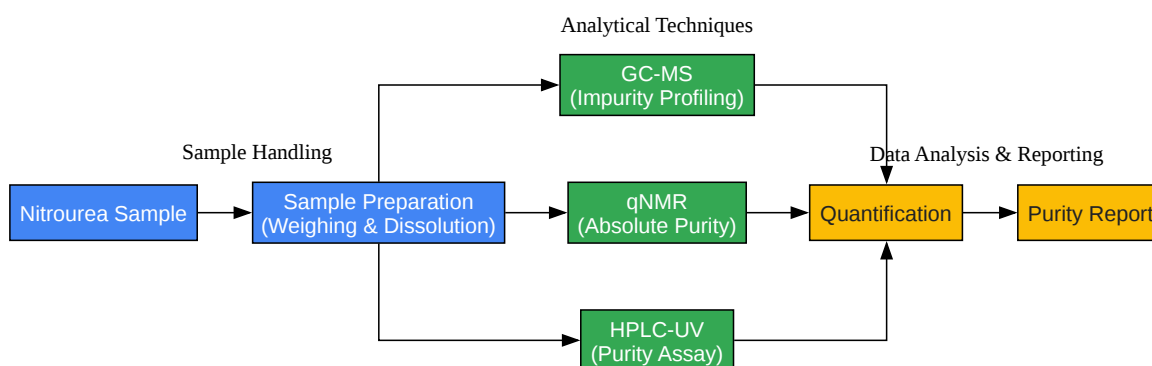 Analytical Techniques
GC-MS
(Impurity Profiling)
Sample Handling
Data Analysis & Reporting
Nitrourea Sample
Sample Preparation
(Weighing & Dissolution)
qNMR
(Absolute Purity)
Quantification
Purity Report
HPLC-UV
(Purity Assay)